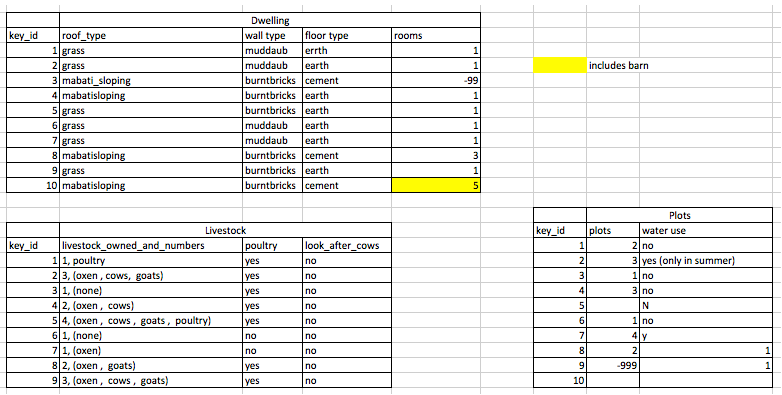 Dwelling
key_id roof_type wall type floor type rooms
1 grass muddaub errth 1
2 grass muddaub earth 1
includes barn
3 mabati_sloping burntbricks cement -99
4 mabatisloping burntbricks earth 1
5 grass burntbricks earth 1
6 grass muddaub earth 1
7 grass muddaub earth 1
8 mabatisloping burntbricks cement 3
9 grass burntbricks earth 1
10 mabatisloping burntbricks cement 5
Livestock
key_id livestock_owned_and_numbers poultry look_after_cows
1 1, poultry yes no
2 3, (oxen , cows, goats) yes no
3 1, (none) yes no
4 2, (oxen , cows) yes no
5 4, (oxen , cows , goats , poultry) yes no
6 1, (none) no no
7 1, (oxen) no no
8 2, (oxen , goats) yes no
9 3, (oxen , cows , goats) yes no
Plots
key_id plots water use
1 2 no
2 3 yes (only in summer)
3 1 no
4 3 no
5 N
6 1 no
7 4 y
8 2 1
9 -999 1
10